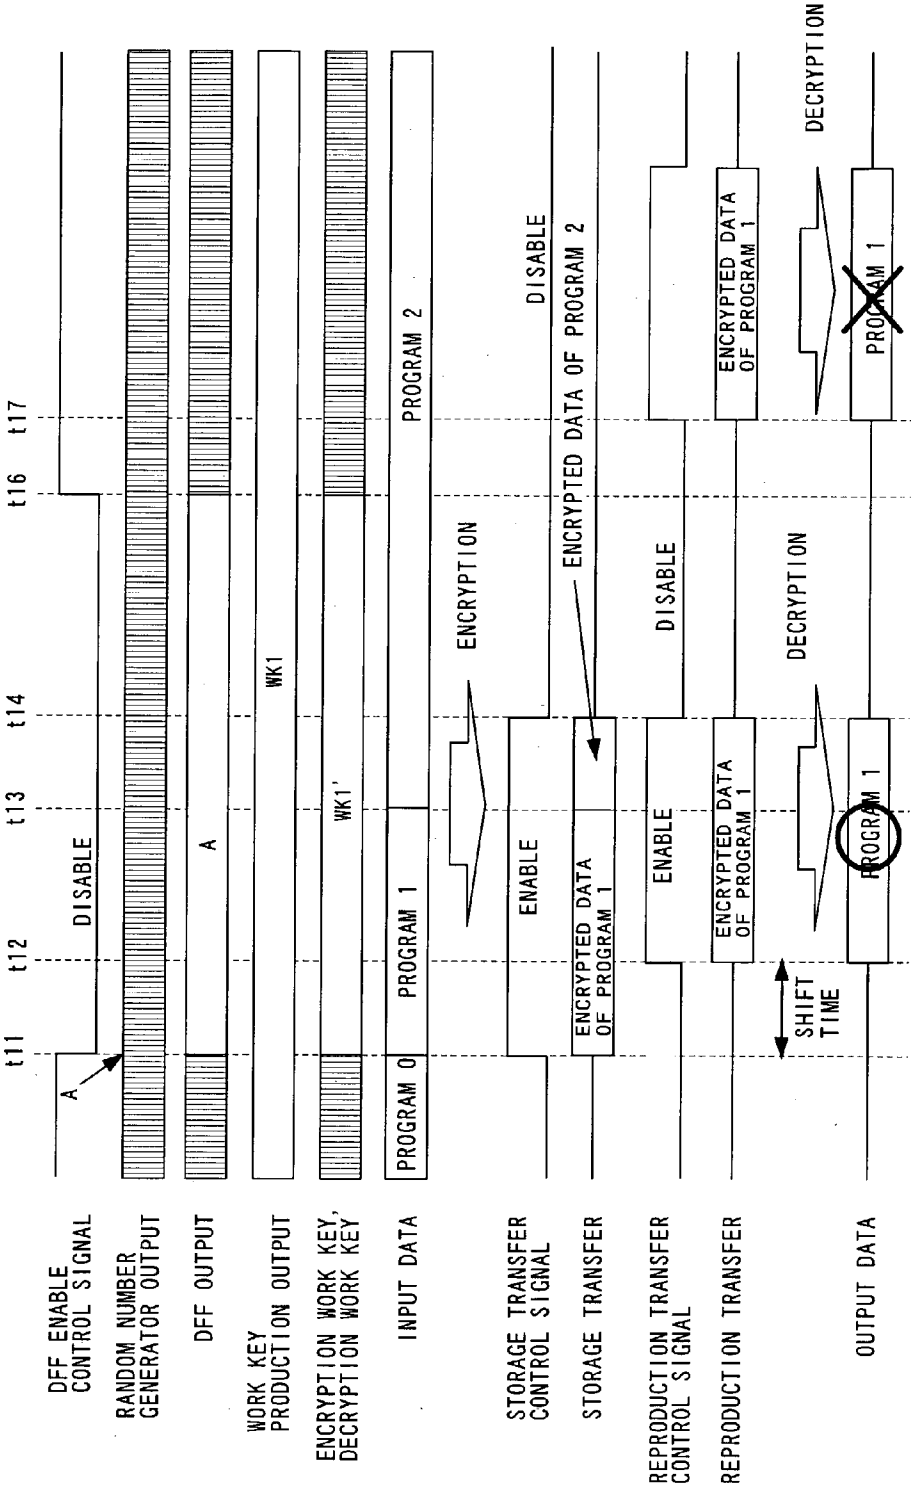 t11
t12
t13
t14
t16
t17
DFF ENABLE
CONTROL SIGNAL
A
DISABLE
RANDOM NUMBER
GENERATOR OUTPUT
DFF OUTPUT
A
WORK KEY
PRODUCTION OUTPUT
WK1
ENCRYPTION WORK KEY,
DECRYPTION WORK KEY
WK1'
INPUT DATA
PROGRAM 0
PROGRAM 1
PROGRAM 2
ENCRYPTION
STORAGE TRANSFER
CONTROL SIGNAL
ENABLE
DISABLE
STORAGE TRANSFER
ENCRYPTED DATA
OF PROGRAM 1
ENCRYPTED DATA OF PROGRAM 2
REPRODUCTION TRANSFER
CONTROL SIGNAL
ENABLE
DISABLE
REPRODUCTION TRANSFER
ENCRYPTED DATA
OF PROGRAM 1
ENCRYPTED DATA
OF PROGRAM 1
SHIFT
TIME
DECRYPTION
DECRYPTION
OUTPUT DATA
PROGRAM 1
PROGRAM 1